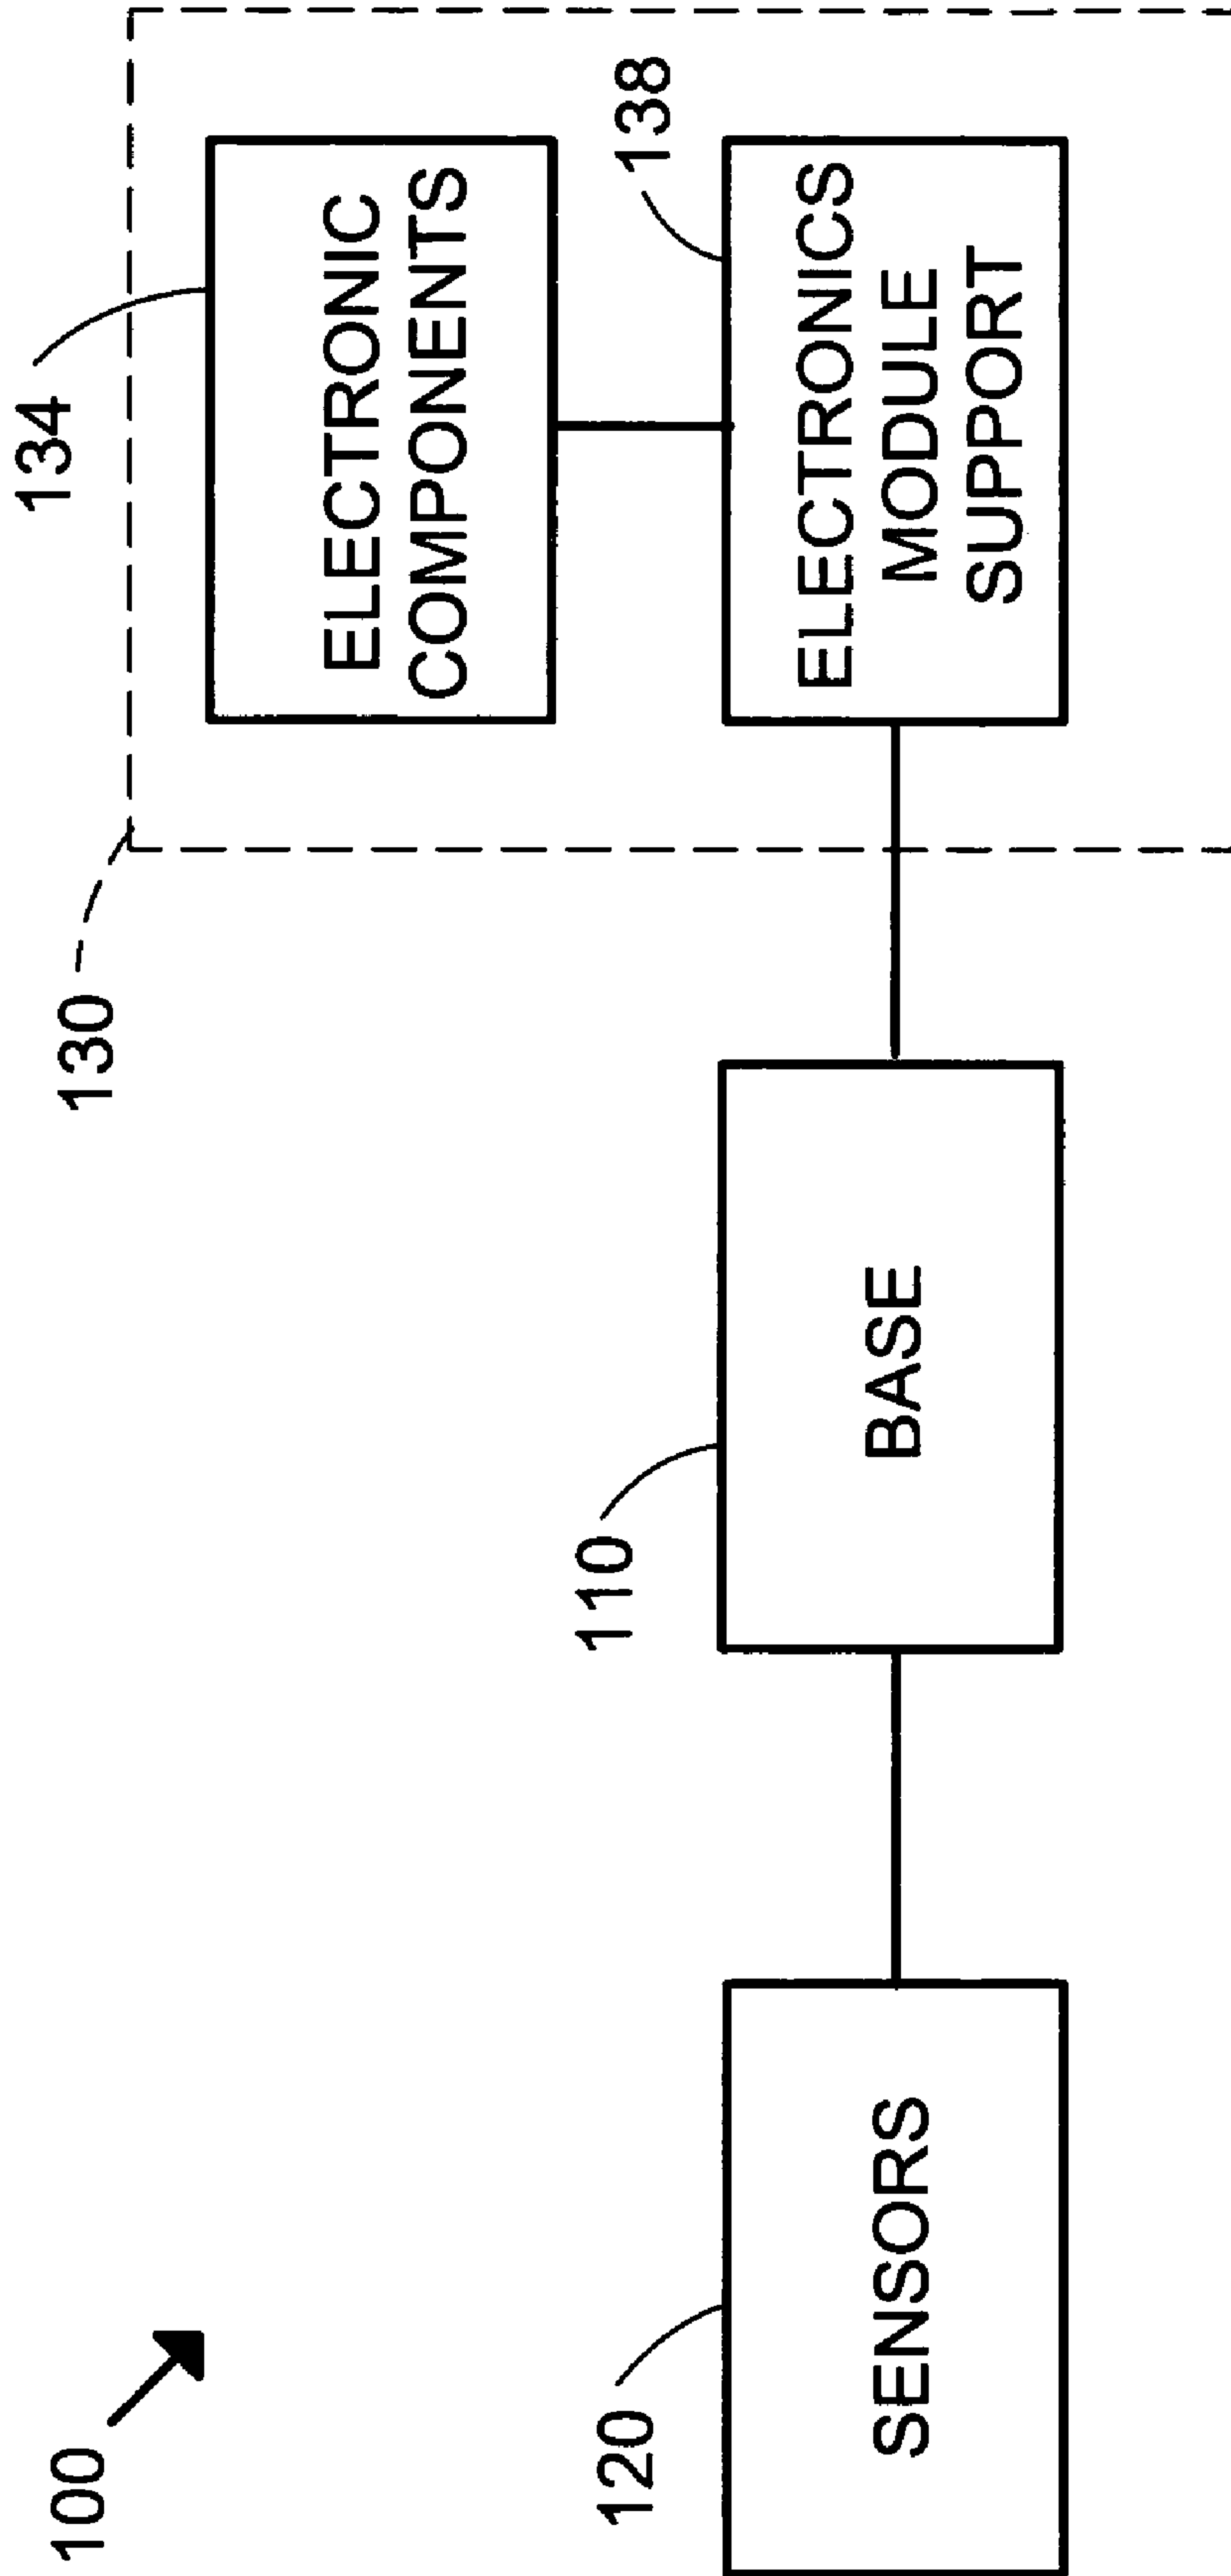 100
120
SENSORS
110
BASE
130
134
ELECTRONIC
COMPONENTS
138
ELECTRONICS
MODULE
SUPPORT